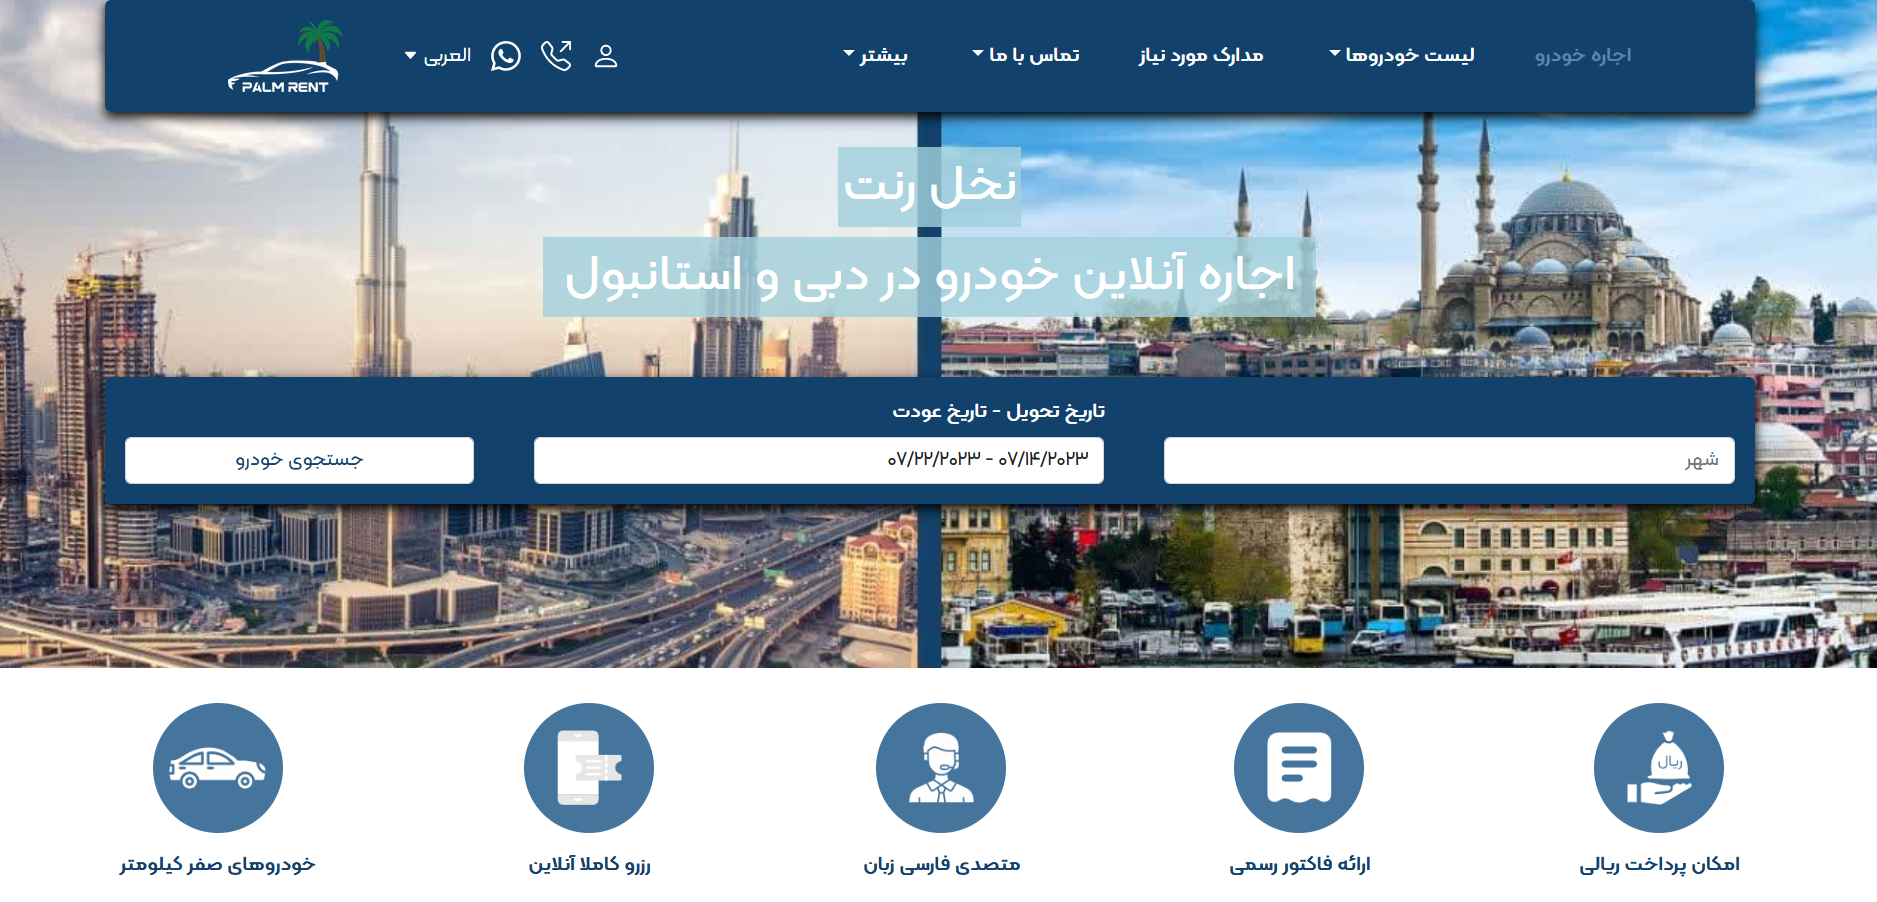 اجاره خودرو
لیست خودروها
مدارک مورد نیاز
تماس با ما
بیشتر
العربی
PALM RENT
نخل رنت
اجاره آنلاین خودرو در دبی و استانبول
تاریخ تحویل - تاریخ عودت
شهر
۰۷/۱۴/۲۰۲۳ - ۰۷/۲۲/۲۰۲۳
جستجوی خودرو
ریال
امکان پرداخت ریالی
ارائه فاکتور رسمی
متصدی فارسی زبان
رزرو کاملا آنلاین
خودروهای صفر کیلومتر